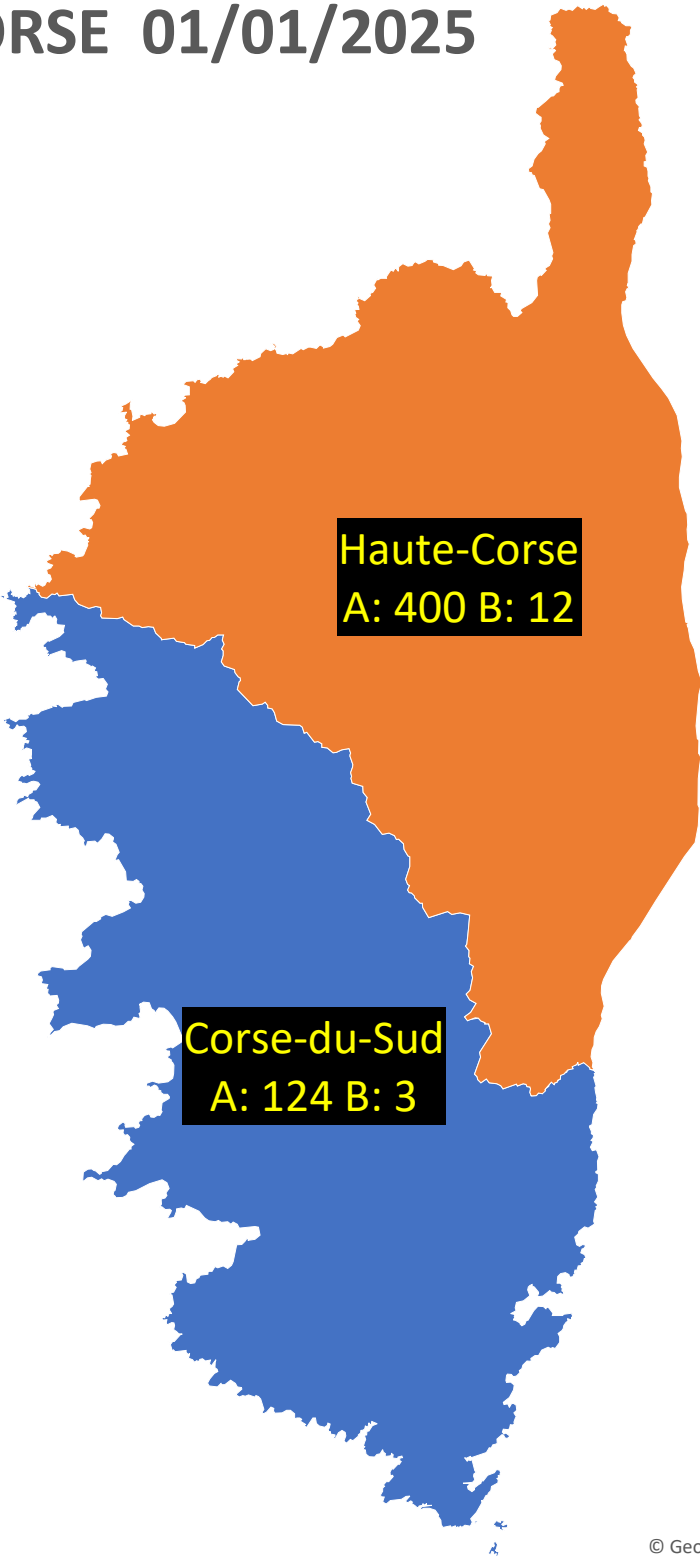 ORSE 01/01/2025
Haute-Corse
A: 400 B: 12
Corse-du-Sud
A: 124 B: 3
© Geo